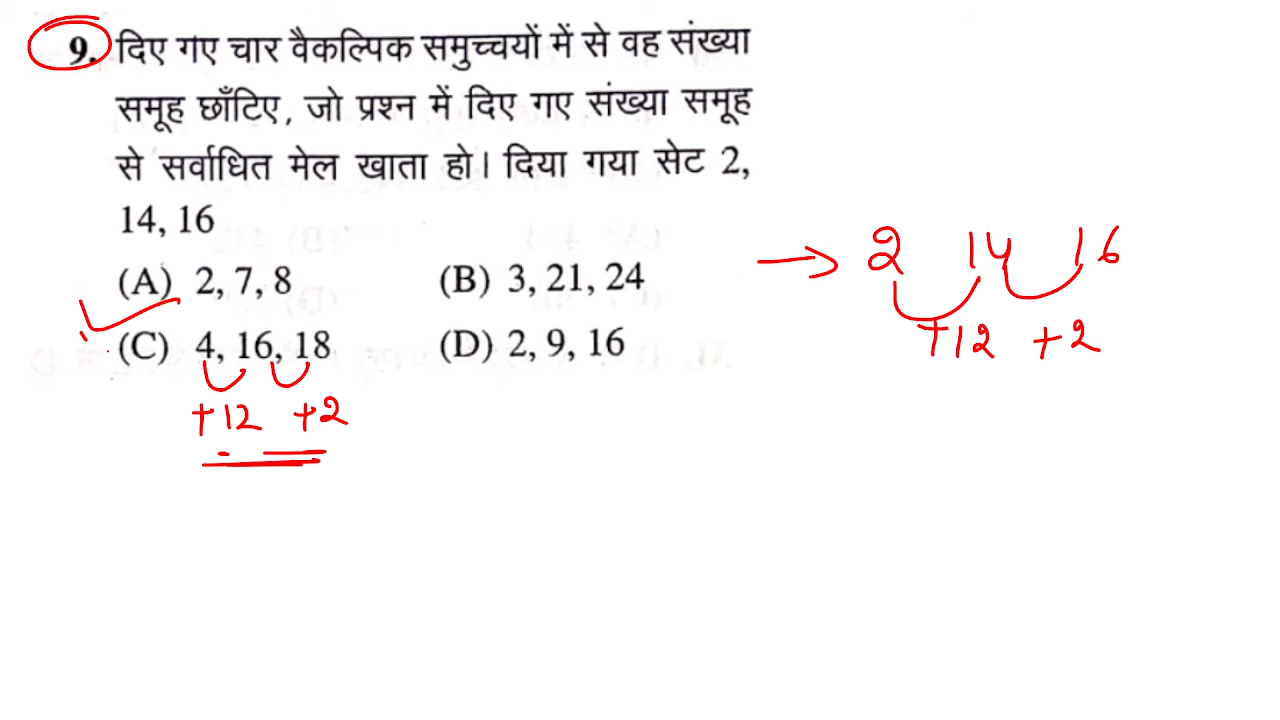 9. दिए गए चार वैकल्पिक समुच्चयों में से वह संख्या
समूह छाँटिए, जो प्रश्न में दिए गए संख्या समूह
से सर्वाधित मेल खाता हो। दिया गया सेट 2,
14, 16
(A) 2, 7, 8 (B) 3, 21, 24
(C) 4, 16, 18 (D) 2, 9, 16
+12 +2
→ 2 14 16
+12 +2